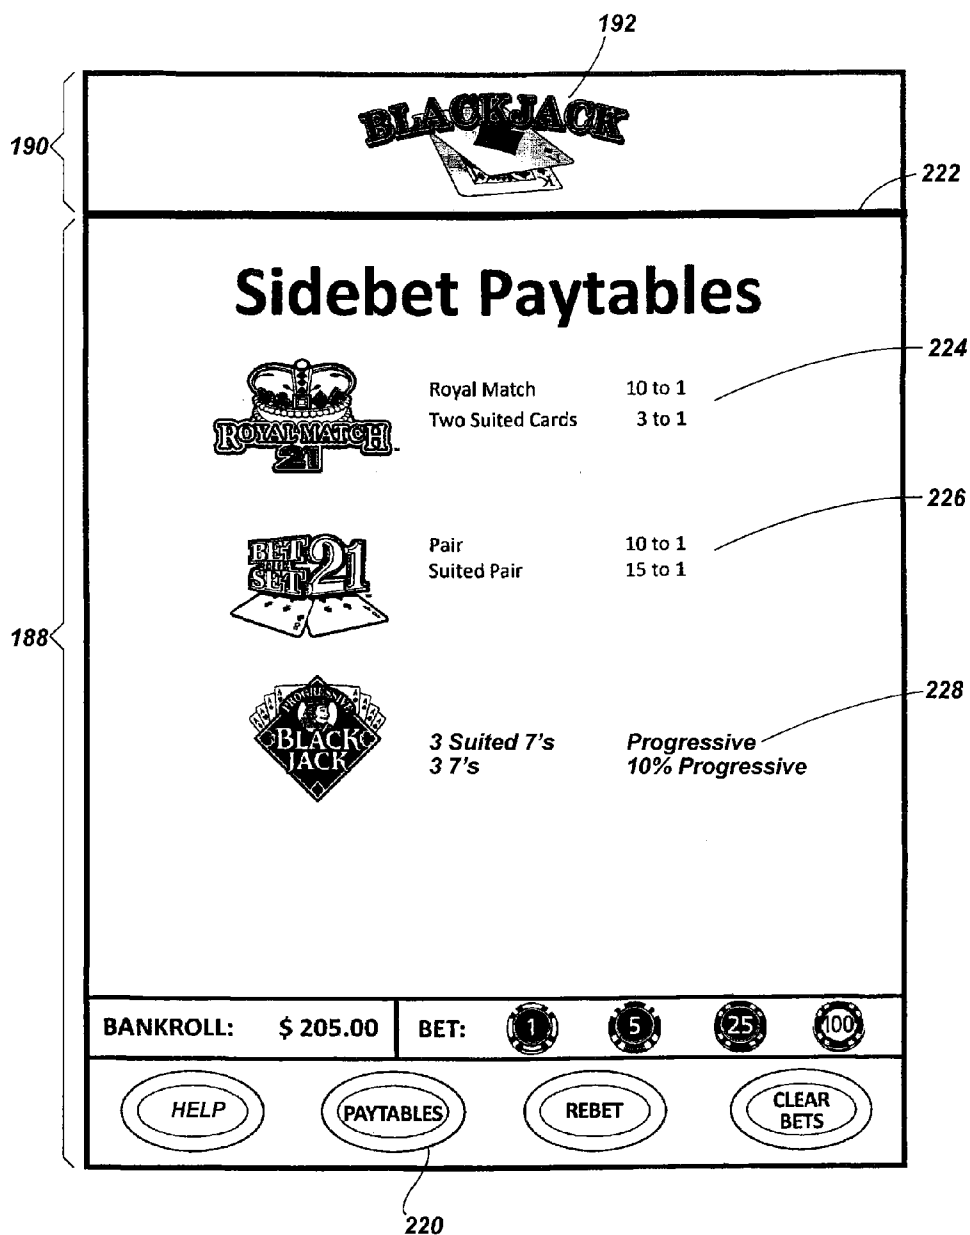 192
BLACKJACK
190
222
Sidebet Paytables
224
Royal Match 10 to 1
Two Suited Cards 3 to 1
ROYAL MATCH
21
226
BET
THE
SET
21
Pair 10 to 1
Suited Pair 15 to 1
188
228
PROGRESSIVE
BLACK
JACK
3 Suited 7's Progressive
3 7's 10% Progressive
BANKROLL: $ 205.00 BET: 1 5 25 100
HELP PAYTABLES REBET CLEAR
BETS
220